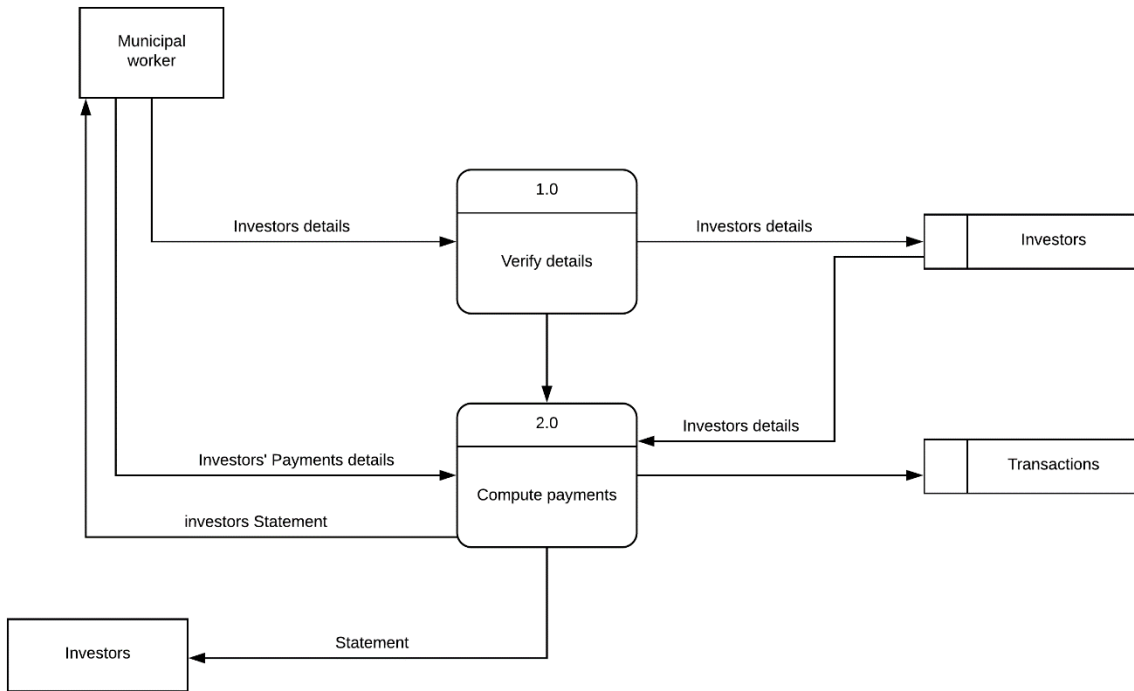 Municipal
worker
1.0
Investors details
Investors details
Investors
Verify details
2.0
Investors details
Investors' Payments details
Transactions
Compute payments
investors Statement
Statement
Investors